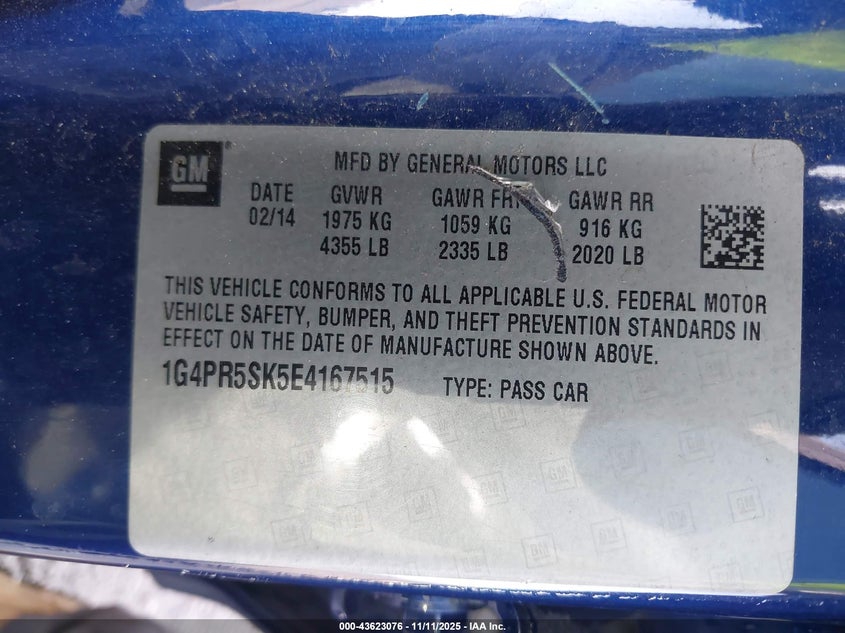 GM
MFD BY GENERAL MOTORS LLC
DATE GVWR GAWR FRT GAWR RR
02/14 1975 KG 1059 KG 916 KG
4355 LB 2335 LB 2020 LB
THIS VEHICLE CONFORMS TO ALL APPLICABLE U.S. FEDERAL MOTOR
VEHICLE SAFETY, BUMPER, AND THEFT PREVENTION STANDARDS IN
EFFECT ON THE DATE OF MANUFACTURE SHOWN ABOVE.
1G4PR5SK5E4167515 TYPE: PASS CAR
000-43623076 - 11/11/2025 - IAA Inc.